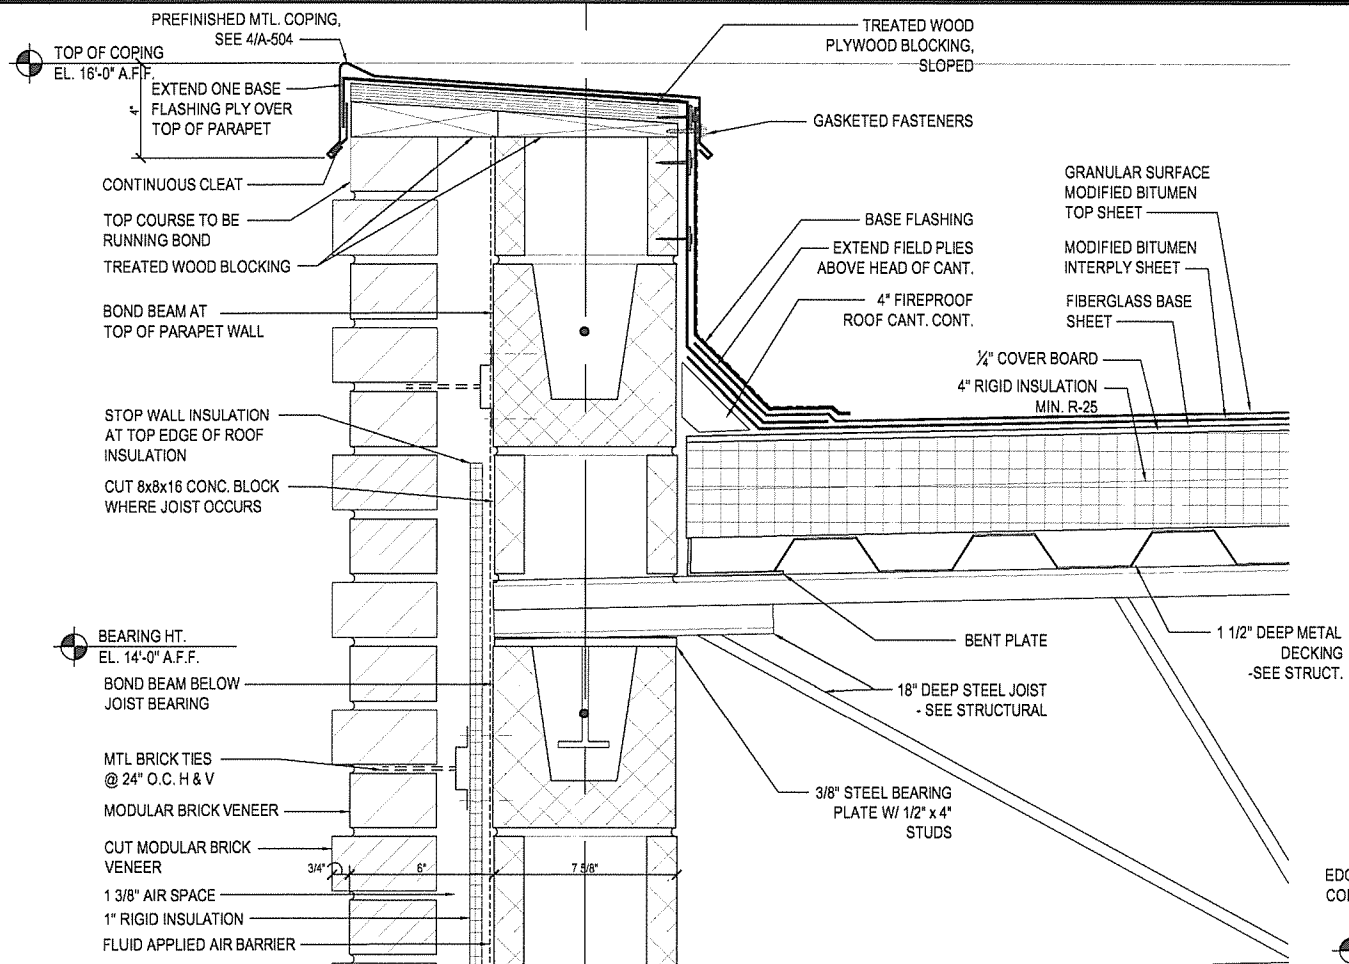 PREFINISHED MTL. COPING,
SEE 4/A-504
TOP OF COPING
EL. 16'-0" A.F.F.
4"
EXTEND ONE BASE
FLASHING PLY OVER
TOP OF PARAPET
CONTINUOUS CLEAT
TOP COURSE TO BE
RUNNING BOND
TREATED WOOD BLOCKING
BOND BEAM AT
TOP OF PARAPET WALL
STOP WALL INSULATION
AT TOP EDGE OF ROOF
INSULATION
CUT 8x8x16 CONC. BLOCK
WHERE JOIST OCCURS
BEARING HT.
EL. 14'-0" A.F.F.
BOND BEAM BELOW
JOIST BEARING
MTL BRICK TIES
@ 24" O.C. H & V
MODULAR BRICK VENEER
CUT MODULAR BRICK
VENEER
3/4"
6"
7 5/8"
1 3/8" AIR SPACE
1" RIGID INSULATION
FLUID APPLIED AIR BARRIER
TREATED WOOD
PLYWOOD BLOCKING,
SLOPED
GASKETED FASTENERS
BASE FLASHING
EXTEND FIELD PLIES
ABOVE HEAD OF CANT.
4" FIREPROOF
ROOF CANT. CONT.
GRANULAR SURFACE
MODIFIED BITUMEN
TOP SHEET
MODIFIED BITUMEN
INTERPLY SHEET
FIBERGLASS BASE
SHEET
¼" COVER BOARD
4" RIGID INSULATION
MIN. R-25
BENT PLATE
1 1/2" DEEP METAL
DECKING
-SEE STRUCT.
18" DEEP STEEL JOIST
- SEE STRUCTURAL
3/8" STEEL BEARING
PLATE W/ 1/2" x 4"
STUDS